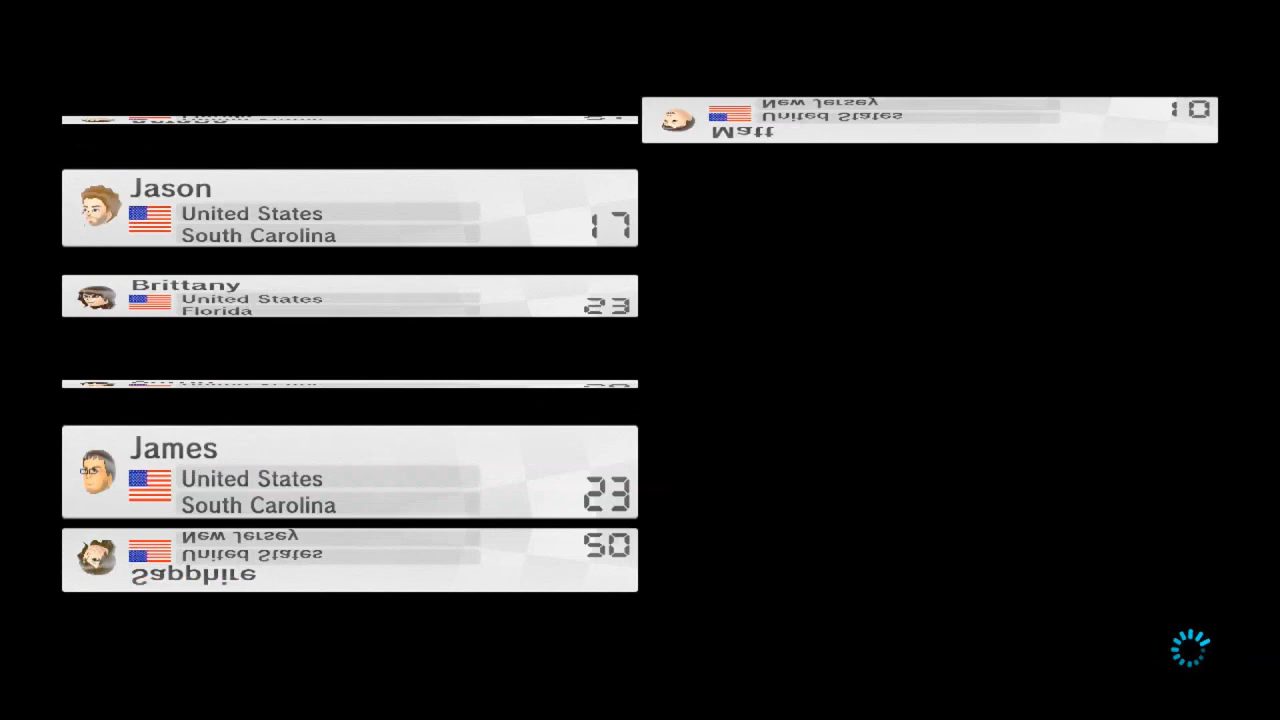 Jason
United States
South Carolina
17
Brittany
United States
Florida
23
James
United States
South Carolina
23
New Jersey
United States
20
Sapphire
New Jersey
10
United States
Matt